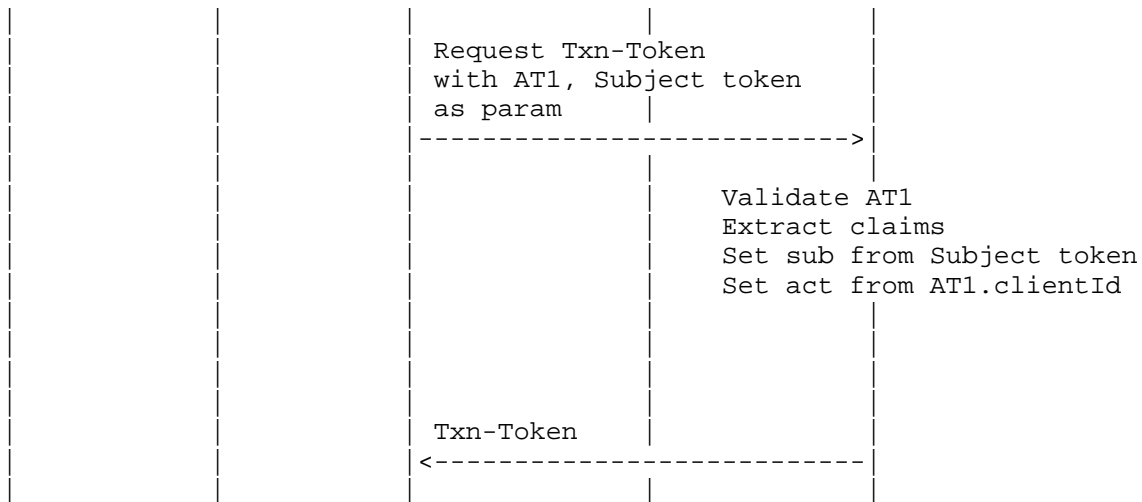 Request Txn-Token
with AT1, Subject token
as param
Validate AT1
Extract claims
Set sub from Subject token
Set act from AT1.clientId
Txn-Token